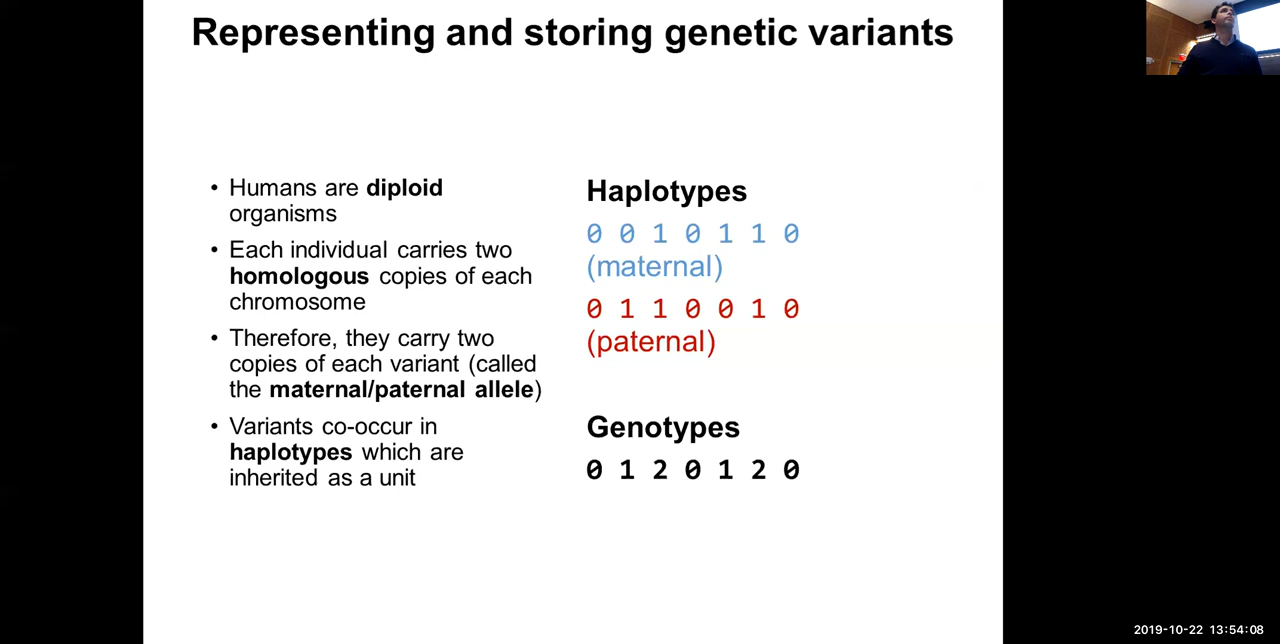 Representing and storing genetic variants
• Humans are diploid
organisms
• Each individual carries two
homologous copies of each
chromosome
• Therefore, they carry two
copies of each variant (called
the maternal/paternal allele)
• Variants co-occur in
haplotypes which are
inherited as a unit
Haplotypes
0 0 1 0 1 1 0
(maternal)
0 1 1 0 0 1 0
(paternal)
Genotypes
0 1 2 0 1 2 0
2019-10-22 13:54:08